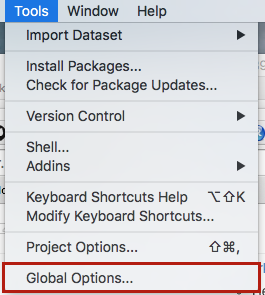 Tools Window Help
Import Dataset
Install Packages...
Check for Package Updates...
Version Control
Shell...
Addins
Keyboard Shortcuts Help ⌥⇧K
Modify Keyboard Shortcuts...
Project Options... ⇧⌘,
Global Options...